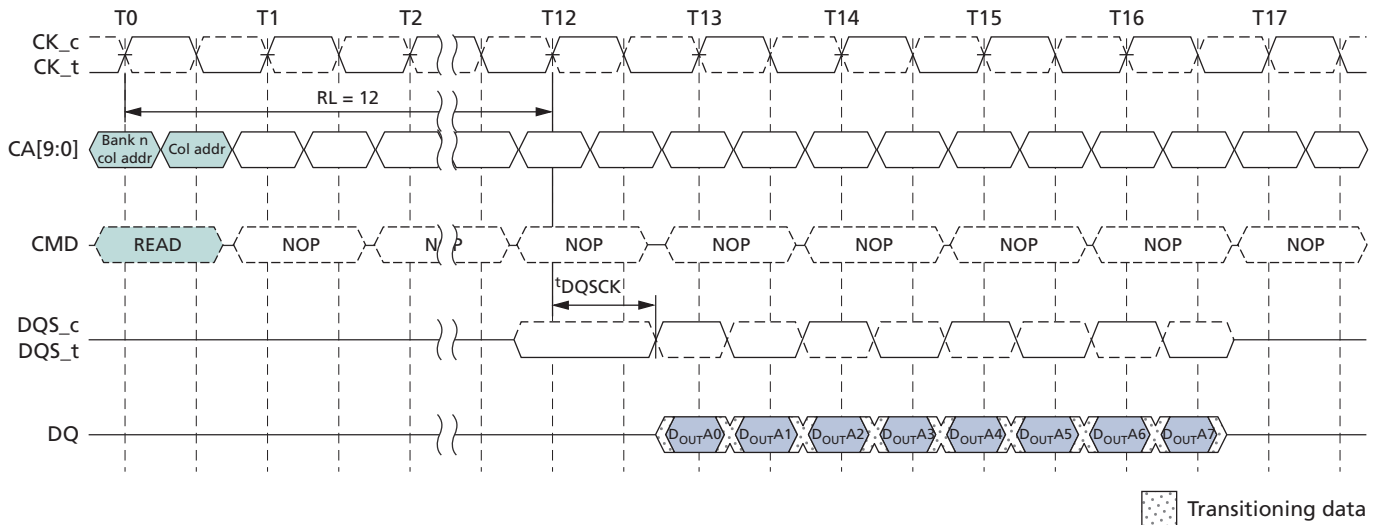 T0 T1 T2 T12 T13 T14 T15 T16 T17
CK_c
CK_t
RL = 12
CA[9:0] Bank n
col addr Col addr
CMD READ NOP NOP NOP NOP NOP NOP NOP NOP
tDQSCK
DQS_c
DQS_t
DQ DOUTA0 DOUTA1 DOUTA2 DOUTA3 DOUTA4 DOUTA5 DOUTA6 DOUTA7
Transitioning data